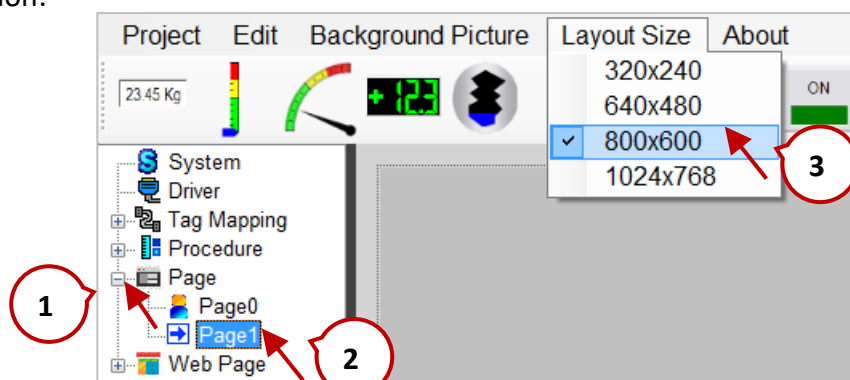 ion.
Project Edit Background Picture Layout Size About
320x240
640x480
800x600
1024x768
23.45 Kg
+12.3
ON
3
System
Driver
Tag Mapping
Procedure
Page
Page0
Page1
Web Page
1
2